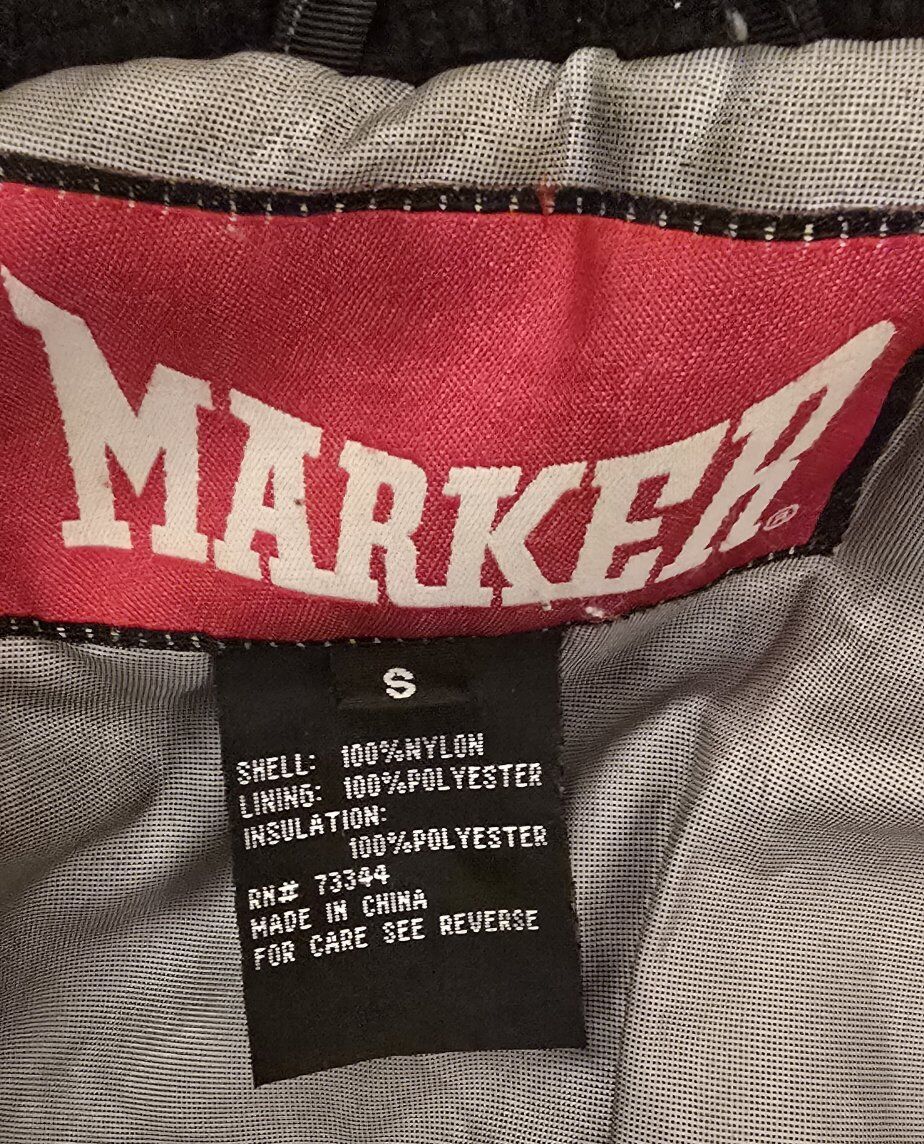 MARKER®
S
SHELL: 100%NYLON
LINING: 100%POLYESTER
INSULATION:
100%POLYESTER
RN# 73344
MADE IN CHINA
FOR CARE SEE REVERSE